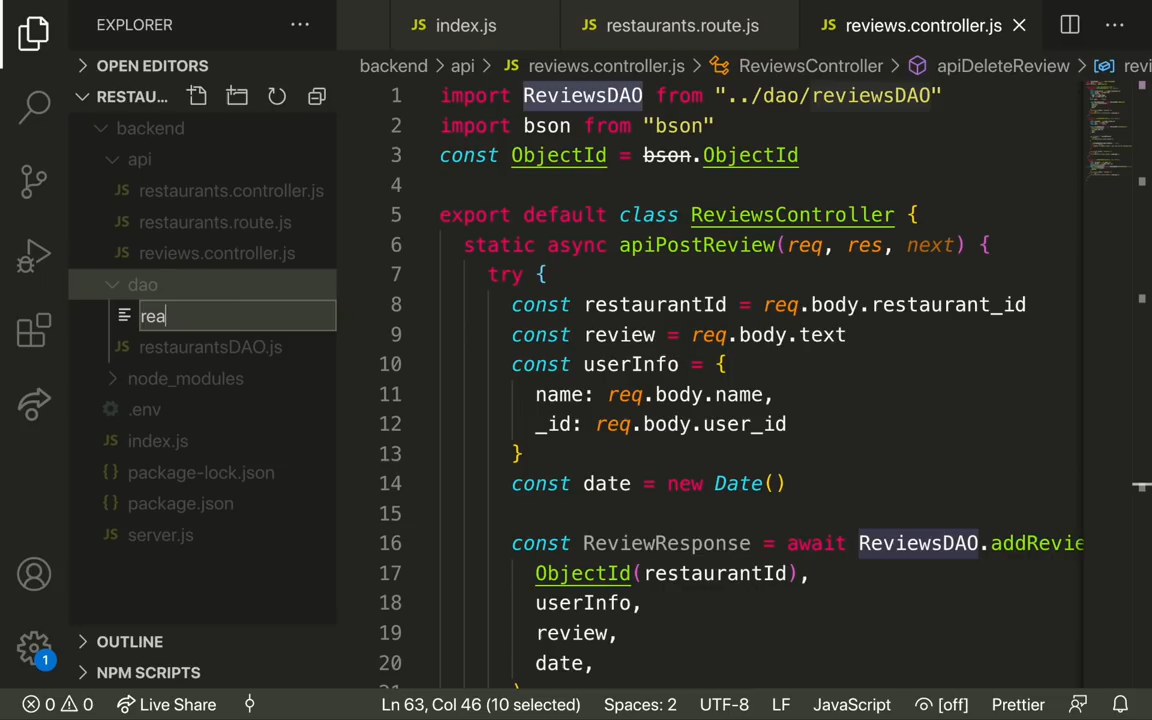 EXPLORER
index.js
restaurants.route.js
reviews.controller.js
OPEN EDITORS
RESTAU...
backend
api
restaurants.controller.js
restaurants.route.js
reviews.controller.js
dao
rea
restaurantsDAO.js
node_modules
.env
index.js
package-lock.json
package.json
server.js
OUTLINE
NPM SCRIPTS
backend > api > JS reviews.controller.js > ReviewsController > apiDeleteReview > revi
1 import ReviewsDAO from "../dao/reviewsDAO"
2 import bson from "bson"
3 const ObjectId = bson.ObjectId
4
5 export default class ReviewsController {
6 static async apiPostReview(req, res, next) {
7 try {
8 const restaurantId = req.body.restaurant_id
9 const review = req.body.text
10 const userInfo = {
11 name: req.body.name,
12 _id: req.body.user_id
13 }
14 const date = new Date()
15
16 const ReviewResponse = await ReviewsDAO.addRevie
17 ObjectId(restaurantId),
18 userInfo,
19 review,
20 date,
1
0 0 Live Share Ln 63, Col 46 (10 selected) Spaces: 2 UTF-8 LF JavaScript [off] Prettier